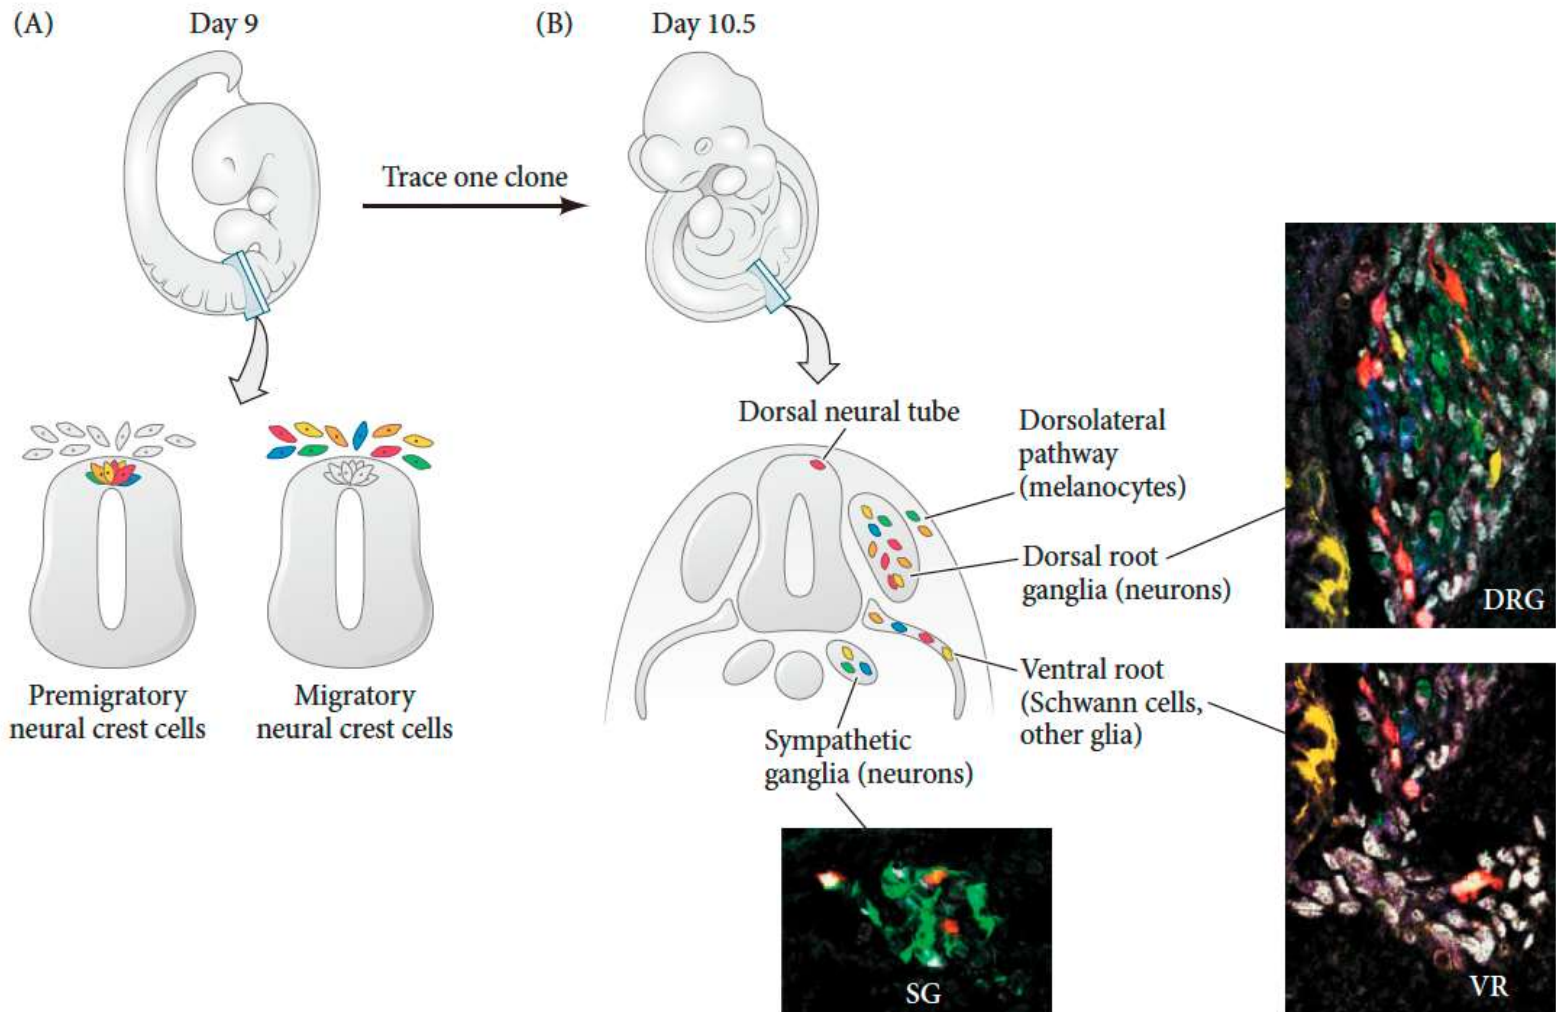 (A)
Day 9
(B)
Day 10.5
Trace one clone
Premigratory
neural crest cells
Migratory
neural crest cells
Dorsal neural tube
Dorsolateral
pathway
(melanocytes)
Dorsal root
ganglia (neurons)
Ventral root
(Schwann cells,
other glia)
Sympathetic
ganglia (neurons)
DRG
VR
SG